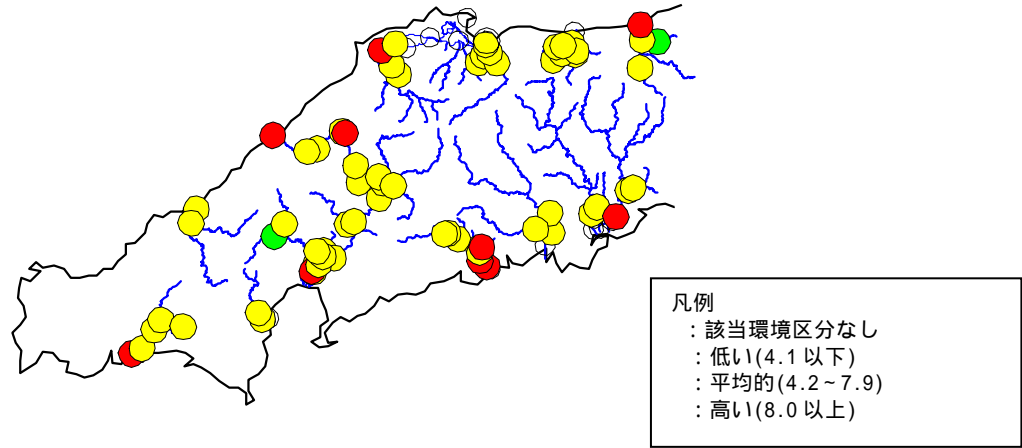 凡例
：該当環境区分なし
：低い(4.1以下)
：平均的(4.2~7.9)
：高い(8.0以上)